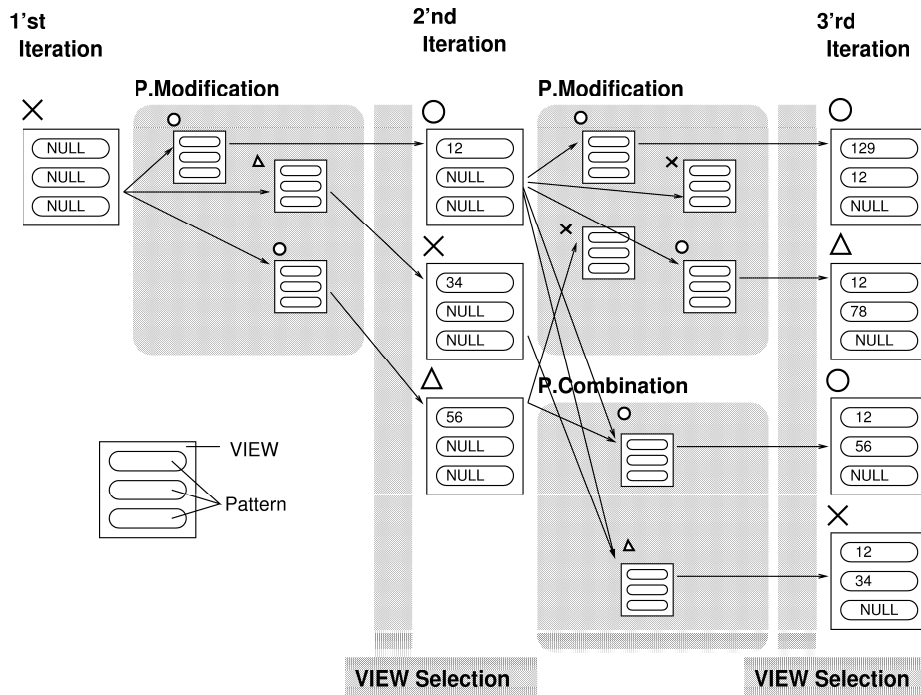 1'st
Iteration
2'nd
Iteration
3'rd
Iteration
P.Modification
P.Modification
NULL
NULL
NULL
12
NULL
NULL
129
12
NULL
34
NULL
NULL
12
78
NULL
P.Combination
56
NULL
NULL
12
56
NULL
VIEW
Pattern
12
34
NULL
VIEW Selection
VIEW Selection